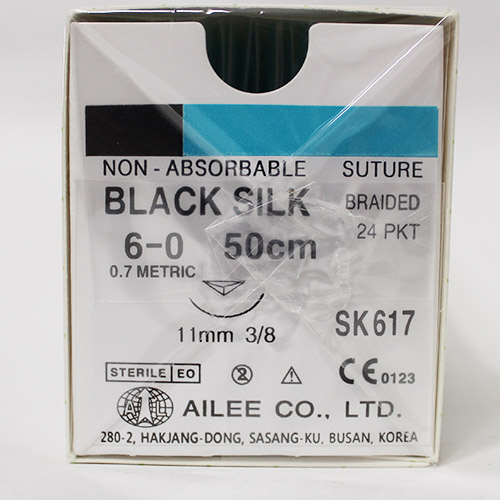 NON - ABSORBABLE SUTURE
BLACK SILK BRAIDED
6-0 50cm 24 PKT
0.7 METRIC
11mm 3/8 SK617
STERILE EO 2 CE 0123
AILEE CO., LTD.
280-2, HAKJANG-DONG, SASANG-KU, BUSAN, KOREA